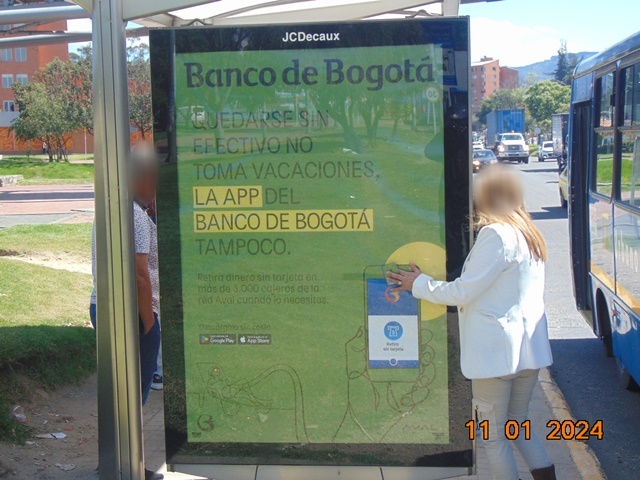 JCDecaux
Banco de Bogotá
QUEDARSE SIN
EFECTIVO NO
TOMA VACACIONES,
LA APP DEL
BANCO DE BOGOTÁ
TAMPOCO.
Retira dinero sin tarjeta en
más de 3.000 cajeros de la
red Aval cuando lo necesites.
Google Play
App Store
Retiro
sin tarjeta
11 01 2024